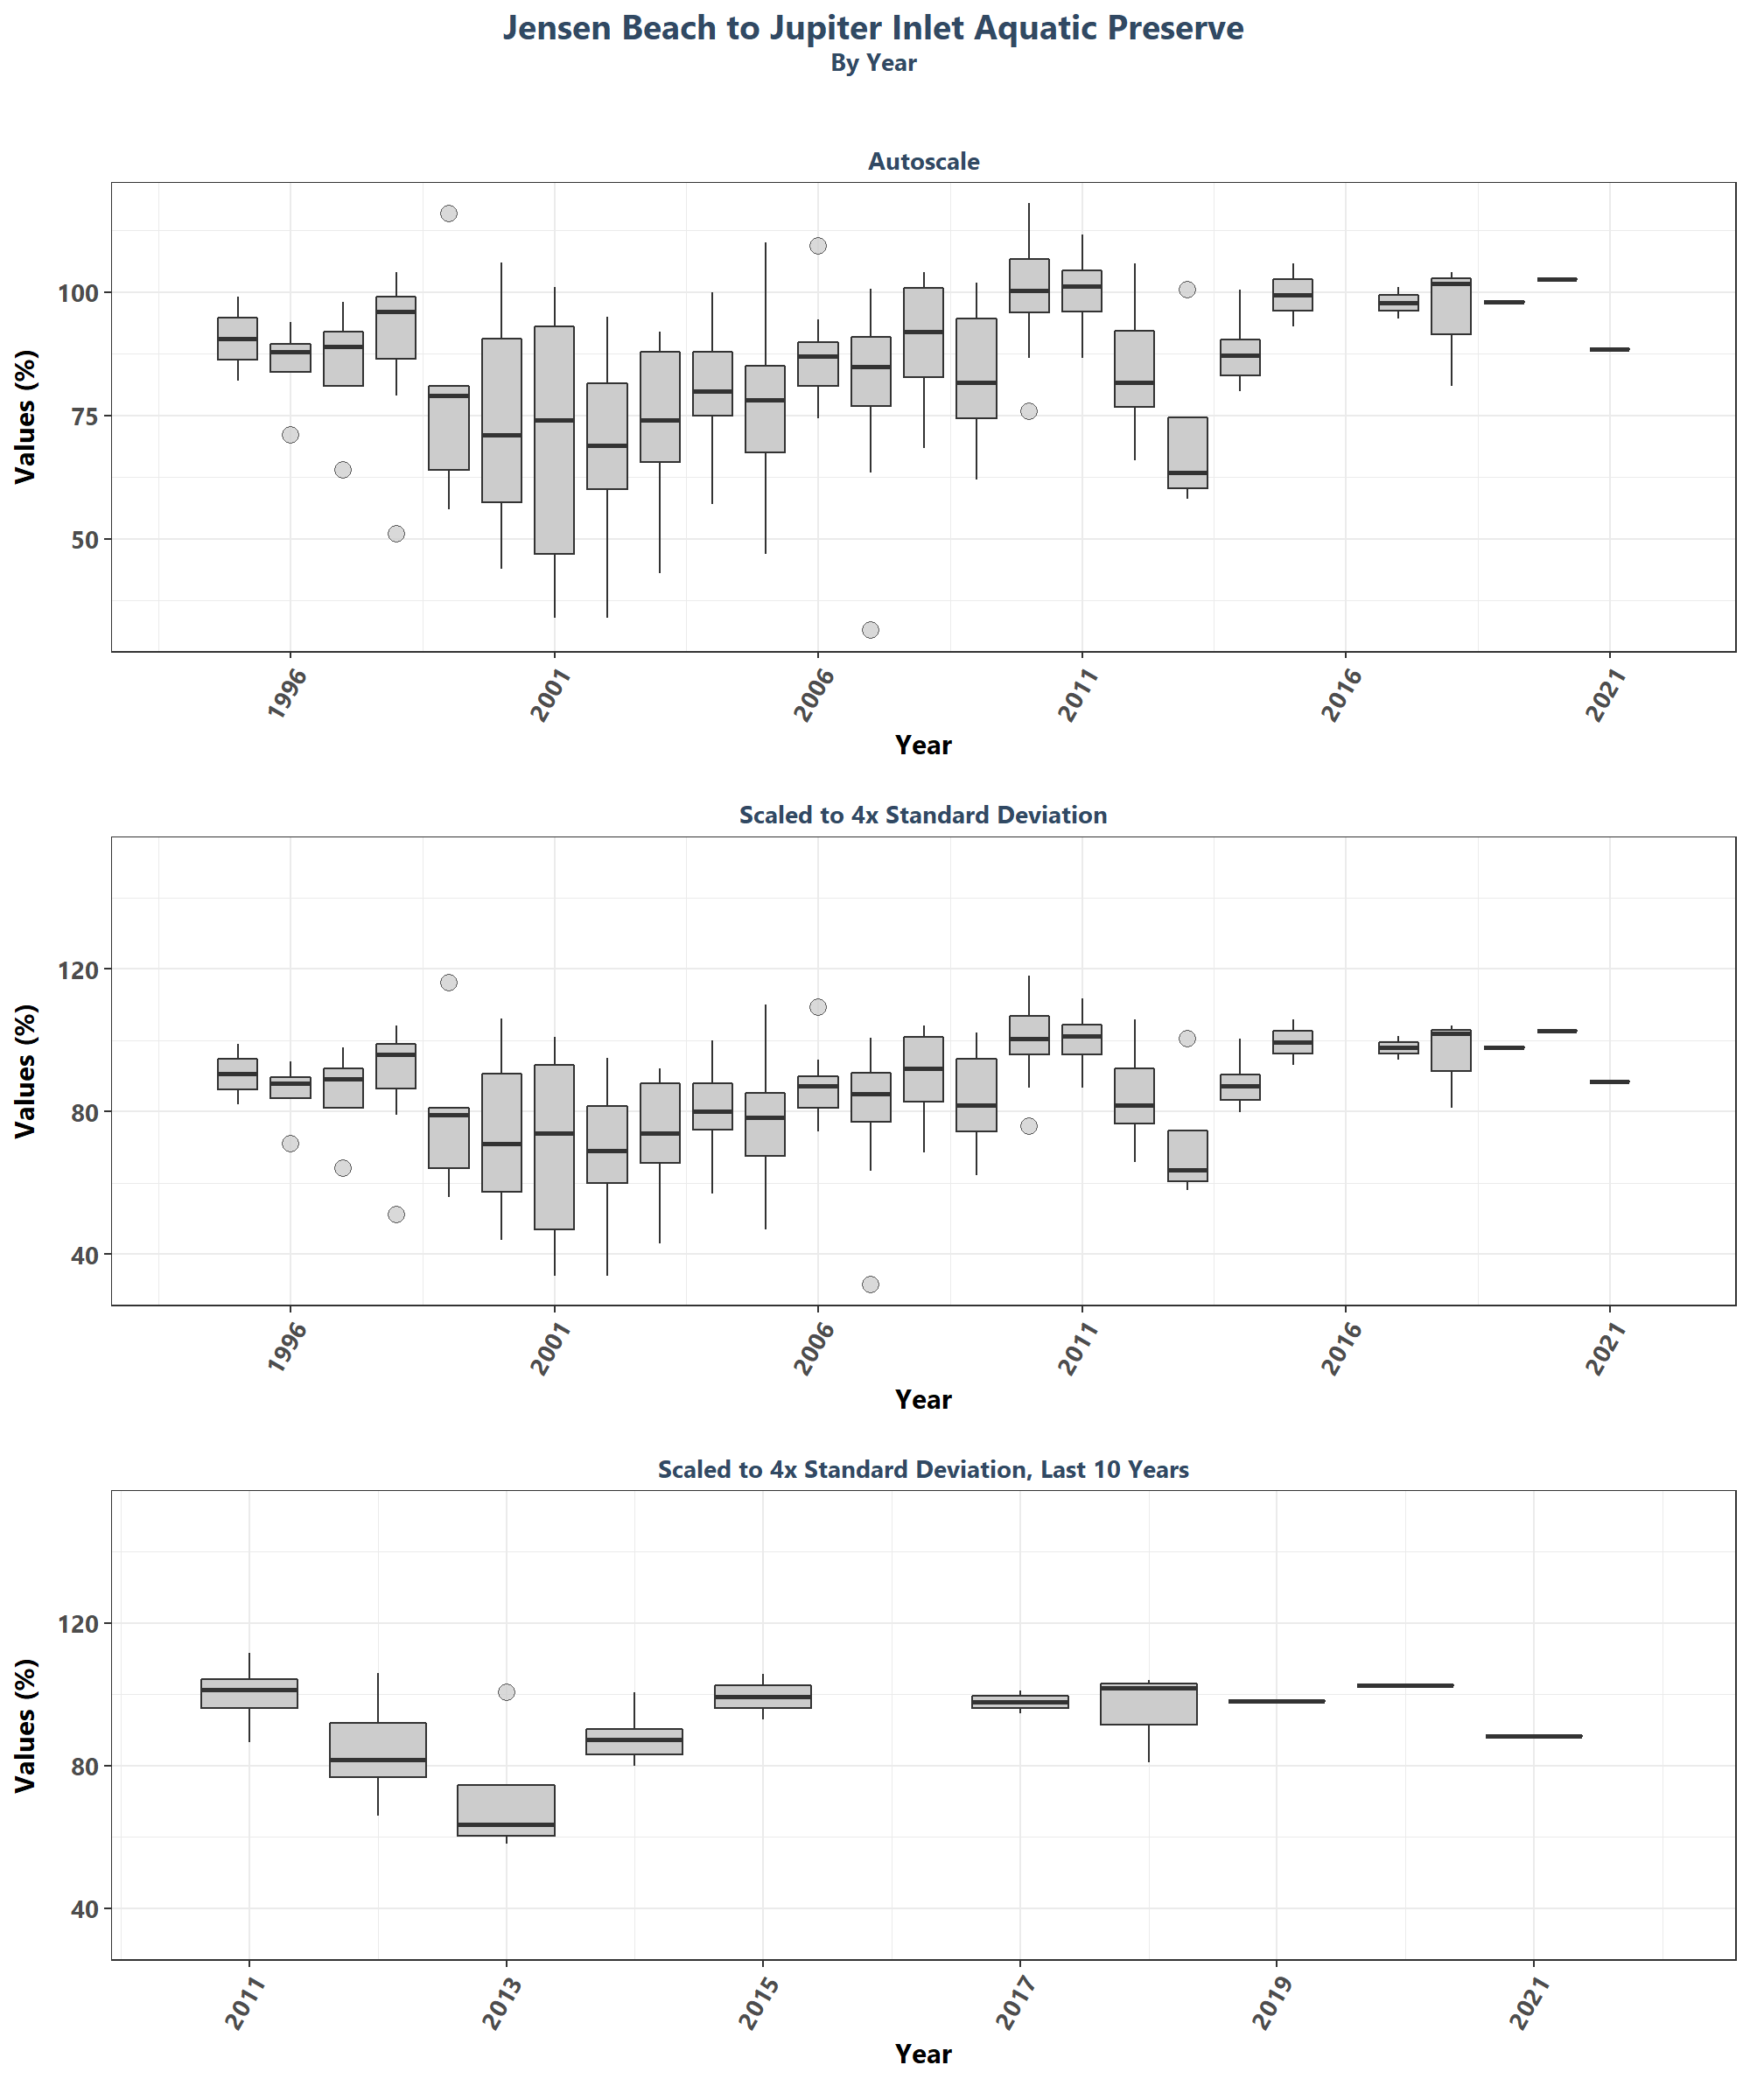 Jensen Beach to Jupiter Inlet Aquatic Preserve
By Year
Autoscale
Values (%)
100
75
50
1996
2001
2006
2011
2016
2021
Year
Scaled to 4x Standard Deviation
Values (%)
120
80
40
1996
2001
2006
2011
2016
2021
Year
Scaled to 4x Standard Deviation, Last 10 Years
Values (%)
120
80
40
2011
2013
2015
2017
2019
2021
Year